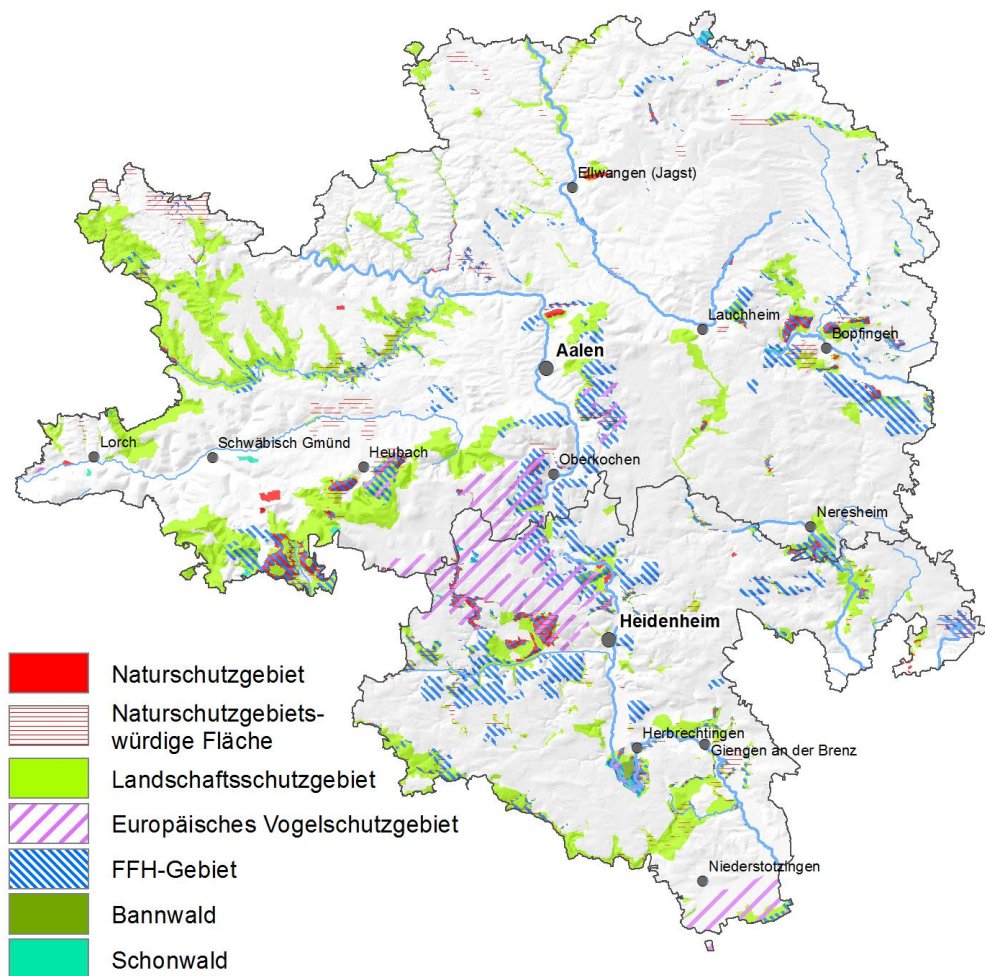 Ellwangen (Jagst)
Lauchheim
Bopfingen
Aalen
Lorch
Schwäbisch Gmünd
Heubach
Oberkochen
Neresheim
Heidenheim
Herbrechtingen
Giengen an der Brenz
Niederstotzingen
Naturschutzgebiet
Naturschutzgebiets-
würdige Fläche
Landschaftsschutzgebiet
Europäisches Vogelschutzgebiet
FFH-Gebiet
Bannwald
Schonwald